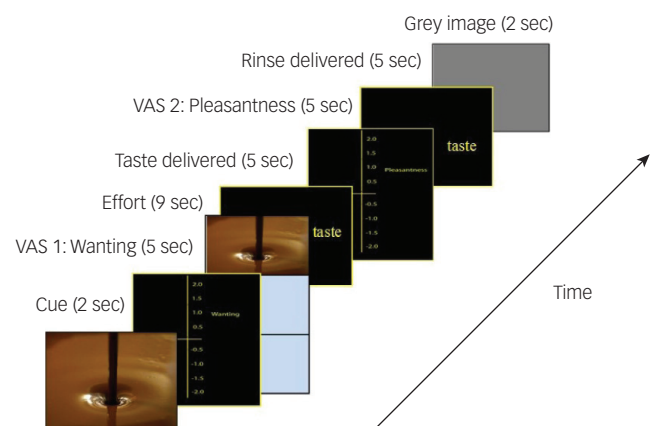 Grey image (2 sec)
Rinse delivered (5 sec)
VAS 2: Pleasantness (5 sec)
taste
Taste delivered (5 sec)
2.0
1.5
Pleasantness
1.0
0.5
-0.5
-1.0
-1.5
-2.0
Effort (9 sec)
taste
VAS 1: Wanting (5 sec)
2.0
1.5
Wanting
1.0
0.5
-0.5
-1.0
-1.5
-2.0
Cue (2 sec)
Time